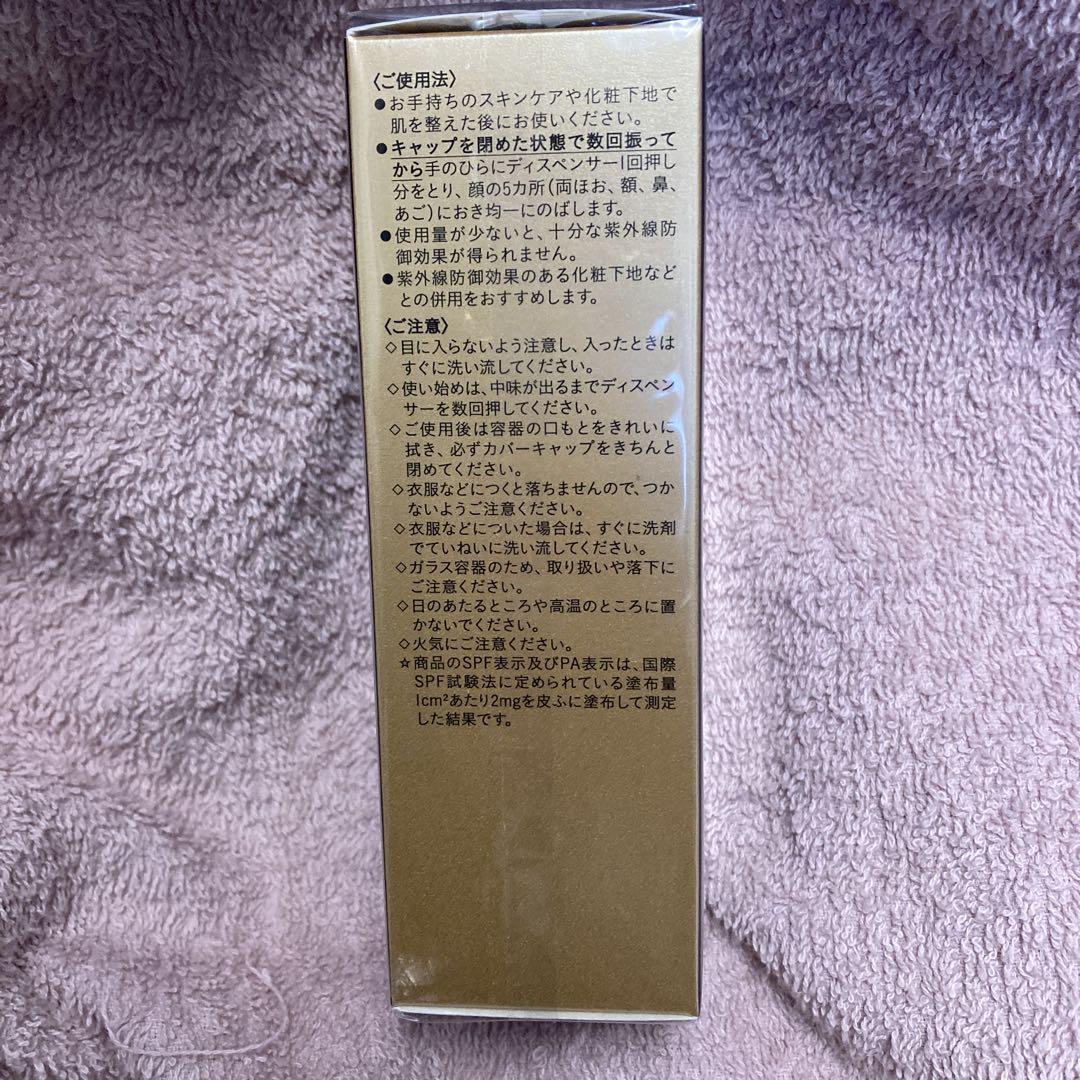 〈ご使用法〉
●お手持ちのスキンケアや化粧下地で
肌を整えた後にお使いください。
●キャップを閉めた状態で数回振って
から手のひらにディスペンサー1回押し
分をとり、顔の5カ所(両ほお、額、鼻、
あご)におき均一にのばします。
●使用量が少ないと、十分な紫外線防
御効果が得られません。
●紫外線防御効果のある化粧下地など
との併用をおすすめします。
〈ご注意〉
◇目に入らないよう注意し、入ったときは
すぐに洗い流してください。
◇使い始めは、中味が出るまでディスペン
サーを数回押してください。
◇ご使用後は容器の口もとをきれいに
拭き、必ずカバーキャップをきちんと
閉めてください。
◇衣服などにつくと落ちませんので、つか
ないようご注意ください。
◇衣服などについた場合は、すぐに洗剤
でていねいに洗い流してください。
◇ガラス容器のため、取り扱いや落下に
ご注意ください。
◇日のあたるところや高温のところに置
かないでください。
◇火気にご注意ください。
☆商品のSPF表示及びPA表示は、国際
SPF試験法に定められている塗布量
1cm²あたり2mgを皮ふに塗布して測定
した結果です。